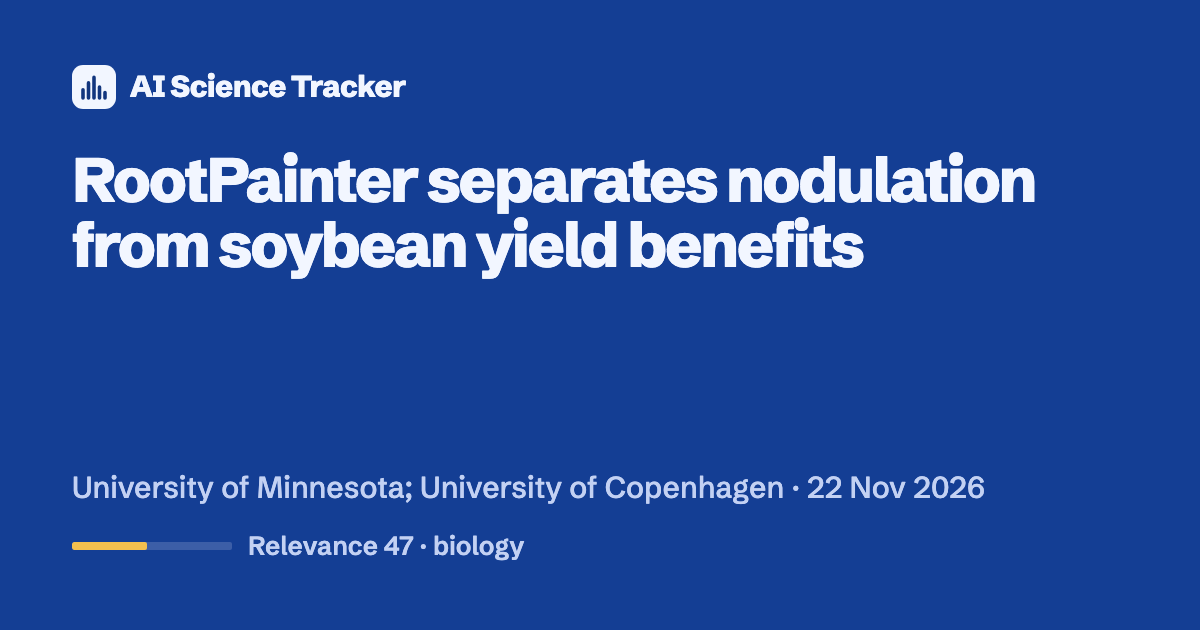 AI Science Tracker
RootPainter separates nodulation
from soybean yield benefits
University of Minnesota; University of Copenhagen · 22 Nov 2026
Relevance 47 · biology